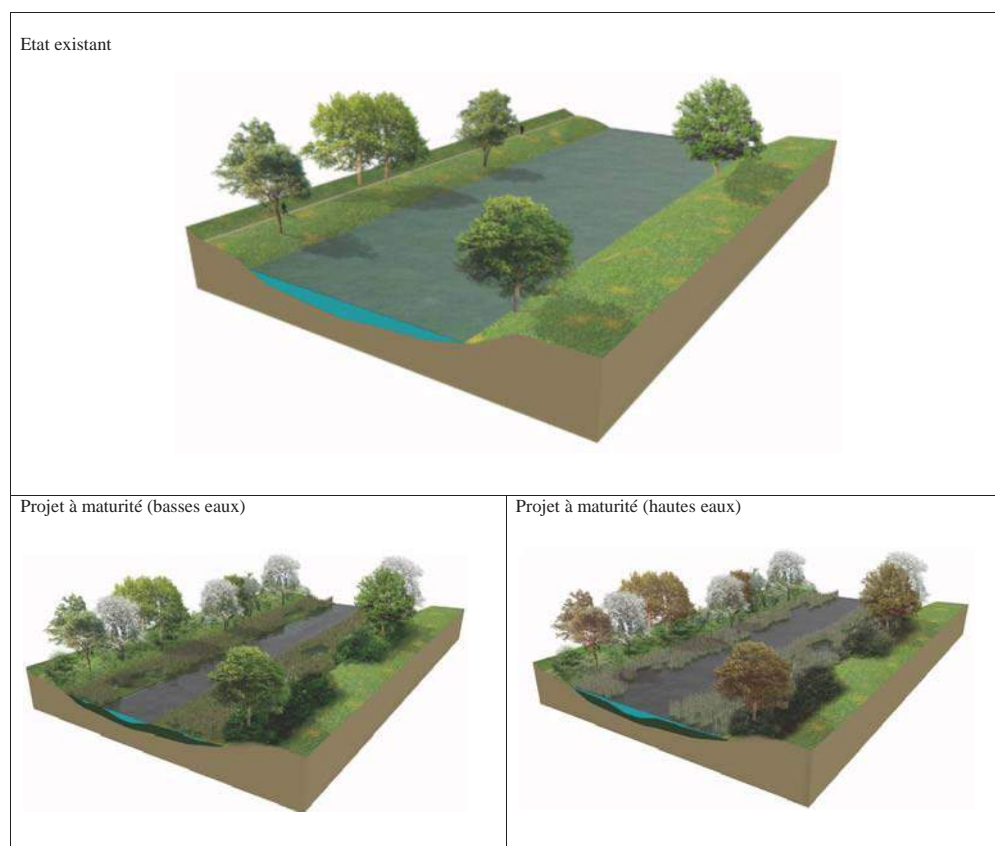 Etat existant
Projet à maturité (basses eaux)
Projet à maturité (hautes eaux)